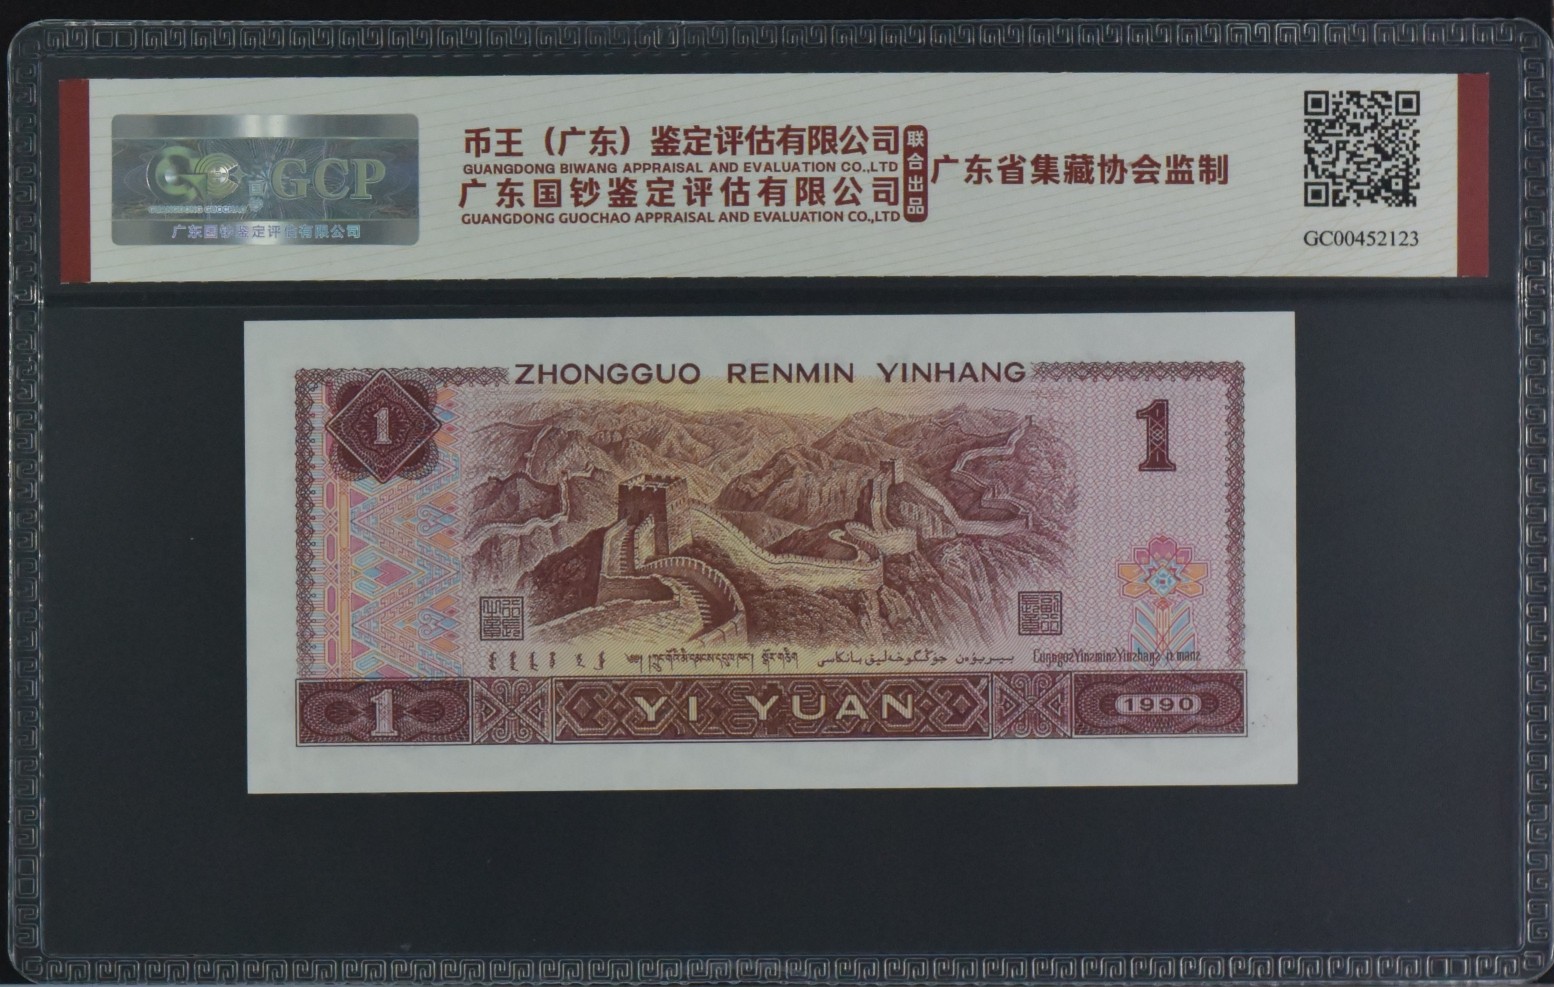 GCP
广东国钞鉴定评估有限公司
币王（广东）鉴定评估有限公司
GUANGDONG BIWANG APPRAISAL AND EVALUATION CO.,LTD
广东国钞鉴定评估有限公司
GUANGDONG GUOCHAO APPRAISAL AND EVALUATION CO.,LTD
联合出品
广东省集藏协会监制
GC00452123
ZHONGGUO RENMIN YINHANG
1
1
1
YI YUAN
1990